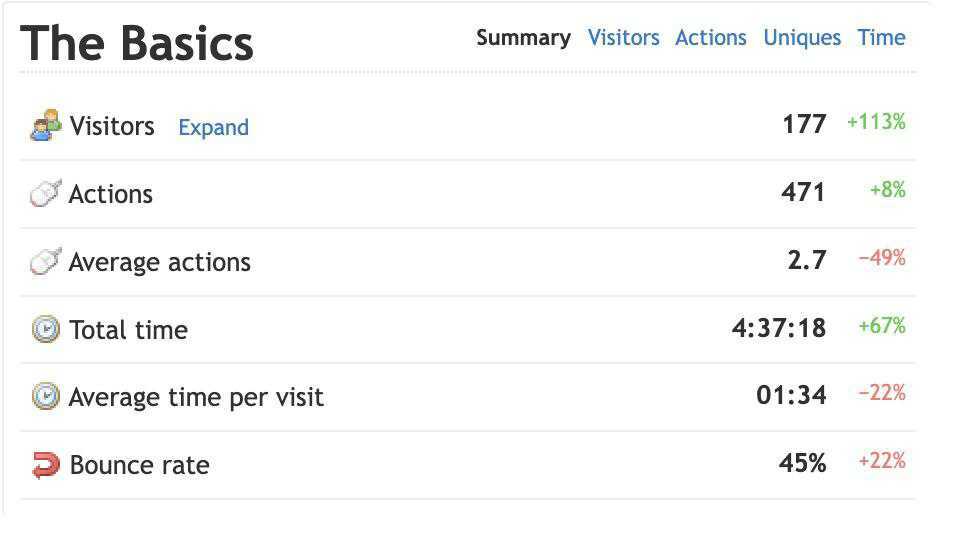 The Basics
Summary Visitors Actions Uniques Time
Visitors Expand 177 +113%
Actions 471 +8%
Average actions 2.7 −49%
Total time 4:37:18 +67%
Average time per visit 01:34 −22%
Bounce rate 45% +22%